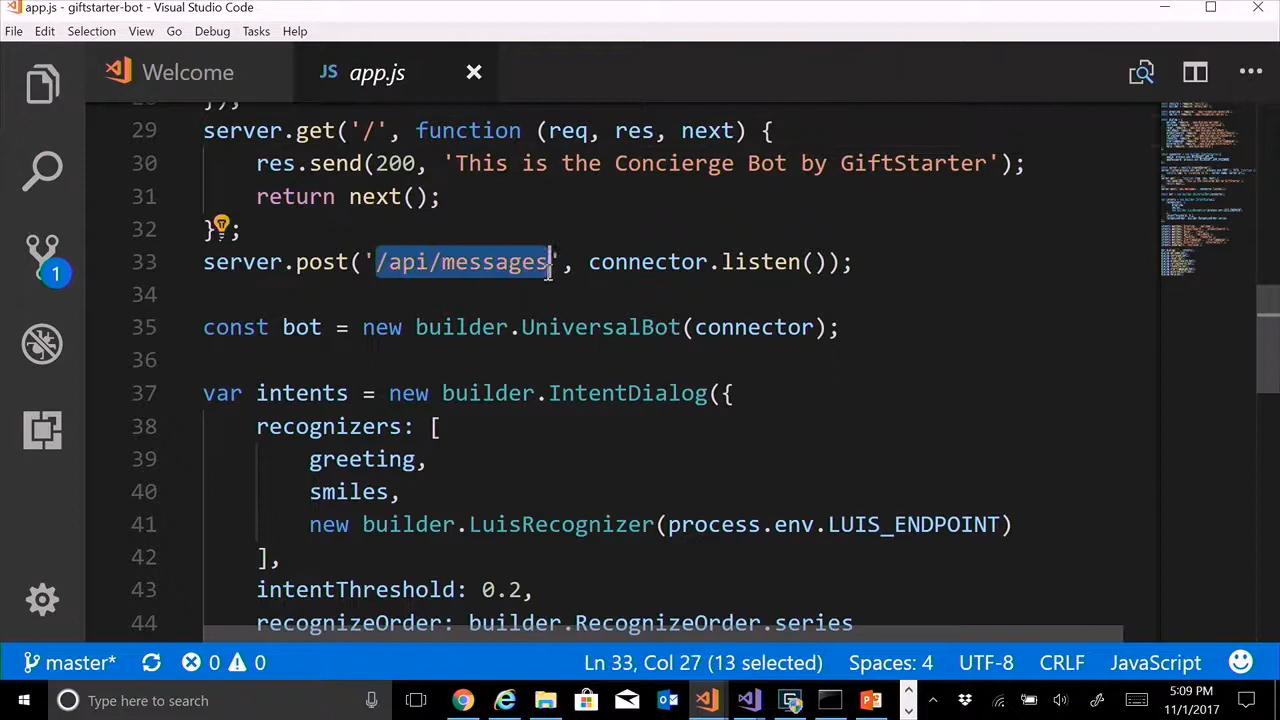 app.js - giftstarter-bot - Visual Studio Code
File Edit Selection View Go Debug Tasks Help
Welcome JS app.js
28 });
29 server.get('/', function (req, res, next) {
30 res.send(200, 'This is the Concierge Bot by GiftStarter');
31 return next();
32 });
33 server.post('/api/messages', connector.listen());
34
35 const bot = new builder.UniversalBot(connector);
36
37 var intents = new builder.IntentDialog({
38 recognizers: [
39 greeting,
40 smiles,
41 new builder.LuisRecognizer(process.env.LUIS_ENDPOINT)
42 ],
43 intentThreshold: 0.2,
44 recognizeOrder: builder.RecognizeOrder.series
1
master* 0 0 Ln 33, Col 27 (13 selected) Spaces: 4 UTF-8 CRLF JavaScript
Type here to search
5:09 PM
11/1/2017